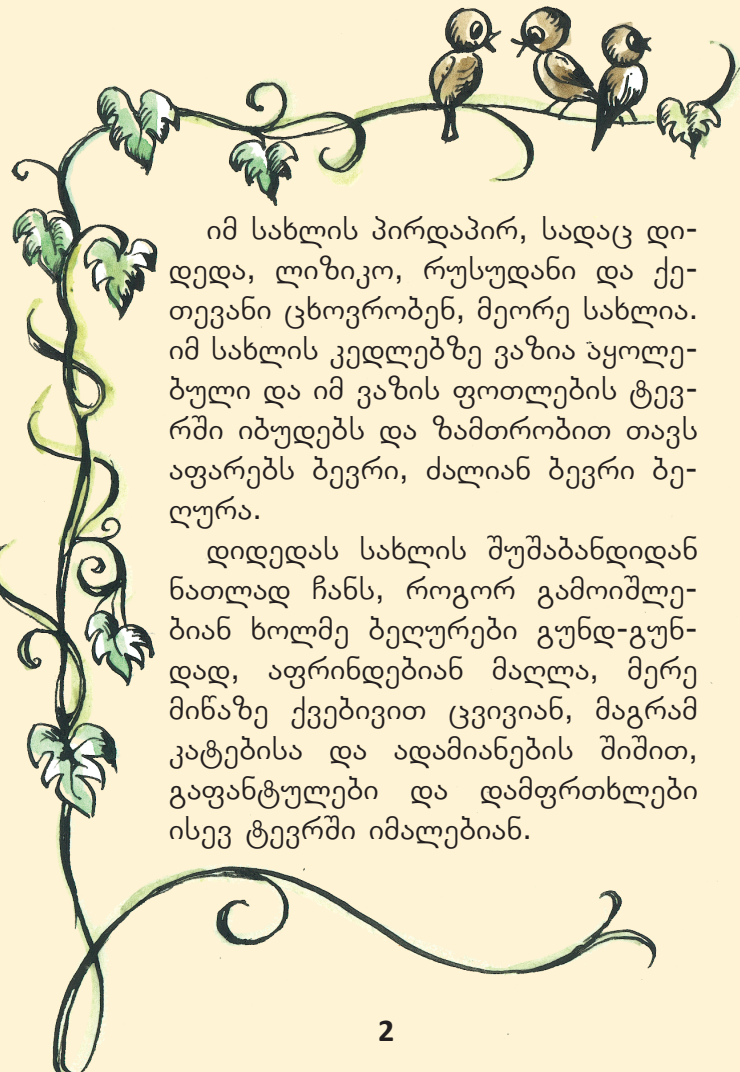 იმ სახლის პირდაპირ, სადაც დი-
დედა, ლიზიკო, რუსუდანი და ქე-
თევანი ცხოვრობენ, მეორე სახლია.
იმ სახლის კედლებზე ვაზია აყოლე-
ბული და იმ ვაზის ფოთლების ტევ-
რში იბუდებს და ზამთრობით თავს
აფარებს ბევრი, ძალიან ბევრი ბე-
ღურა.
დიდედას სახლის შუშაბანდიდან
ნათლად ჩანს, როგორ გამოიშლე-
ბიან ხოლმე ბეღურები გუნდ-გუნ-
დად, აფრინდებიან მაღლა, მერე
მიწაზე ქვებივით ცვივიან, მაგრამ
კატებისა და ადამიანების შიშით,
გაფანტულები და დამფრთხლები
ისევ ტევრში იმალებიან.
2